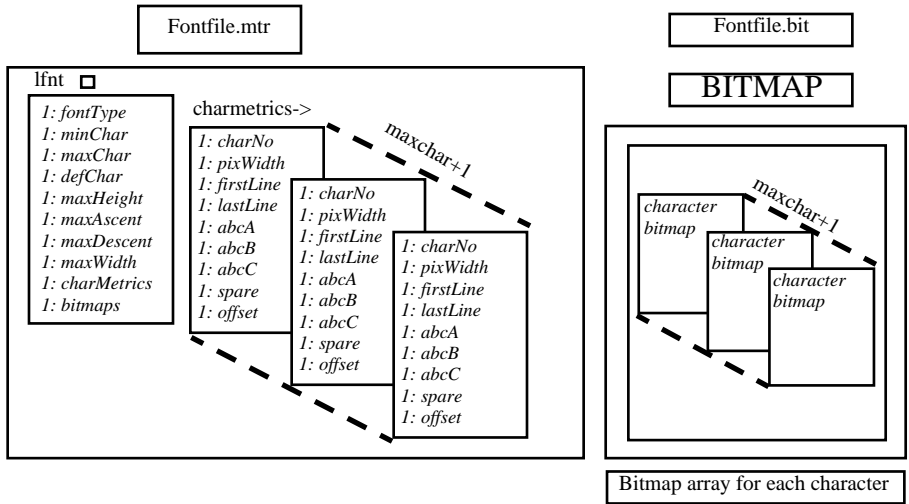 Fontfile.mtr
lfnt
1: fontType
1: minChar
1: maxChar
1: defChar
1: maxHeight
1: maxAscent
1: maxDescent
1: maxWidth
1: charMetrics
1: bitmaps
charmetrics->
maxchar+1
1: charNo
1: pixWidth
1: firstLine
1: lastLine
1: abcA
1: abcB
1: abcC
1: spare
1: offset
1: charNo
1: pixWidth
1: firstLine
1: lastLine
1: abcA
1: abcB
1: abcC
1: spare
1: offset
1: charNo
1: pixWidth
1: firstLine
1: lastLine
1: abcA
1: abcB
1: abcC
1: spare
1: offset
Fontfile.bit
BITMAP
maxchar+1
character
bitmap
character
bitmap
character
bitmap
Bitmap array for each character